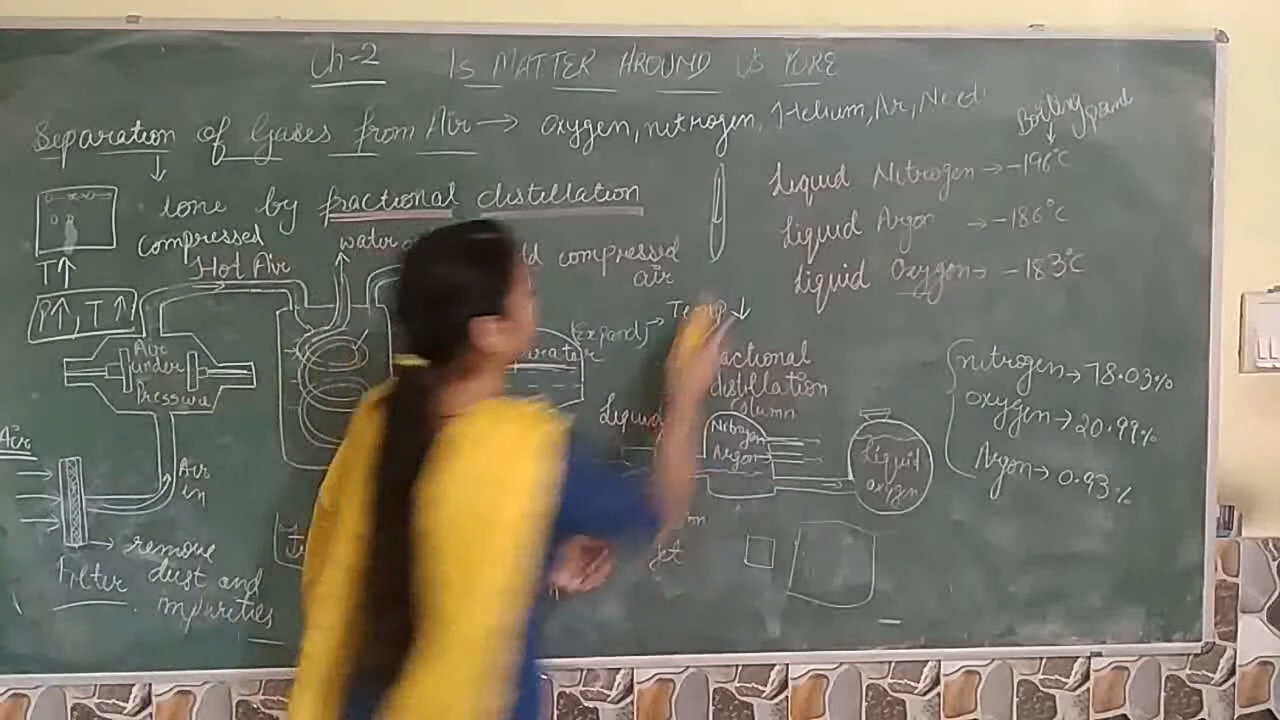 Ch-2 IS MATTER AROUND US PURE
Separation of Gases from Air → Oxygen, nitrogen, Helium, Ar, Ne etc
Boiling point
↓
↓
Done by fractional distillation
Liquid Nitrogen → -196°C
Liquid Argon → -186°C
Liquid Oxygen → -183°C
T↑
P↑, T↑
compressed
Hot Air
water
compressed
air
Air
under
Pressure
Expand → Temp ↓
fractional
distillation
column
Liquid
Nitrogen
Argon
Liquid
oxygen
nitrogen → 78.03%
oxygen → 20.99%
Argon → 0.93%
Air
Air
in
→ remove
Filter dust and
impurities
Jet